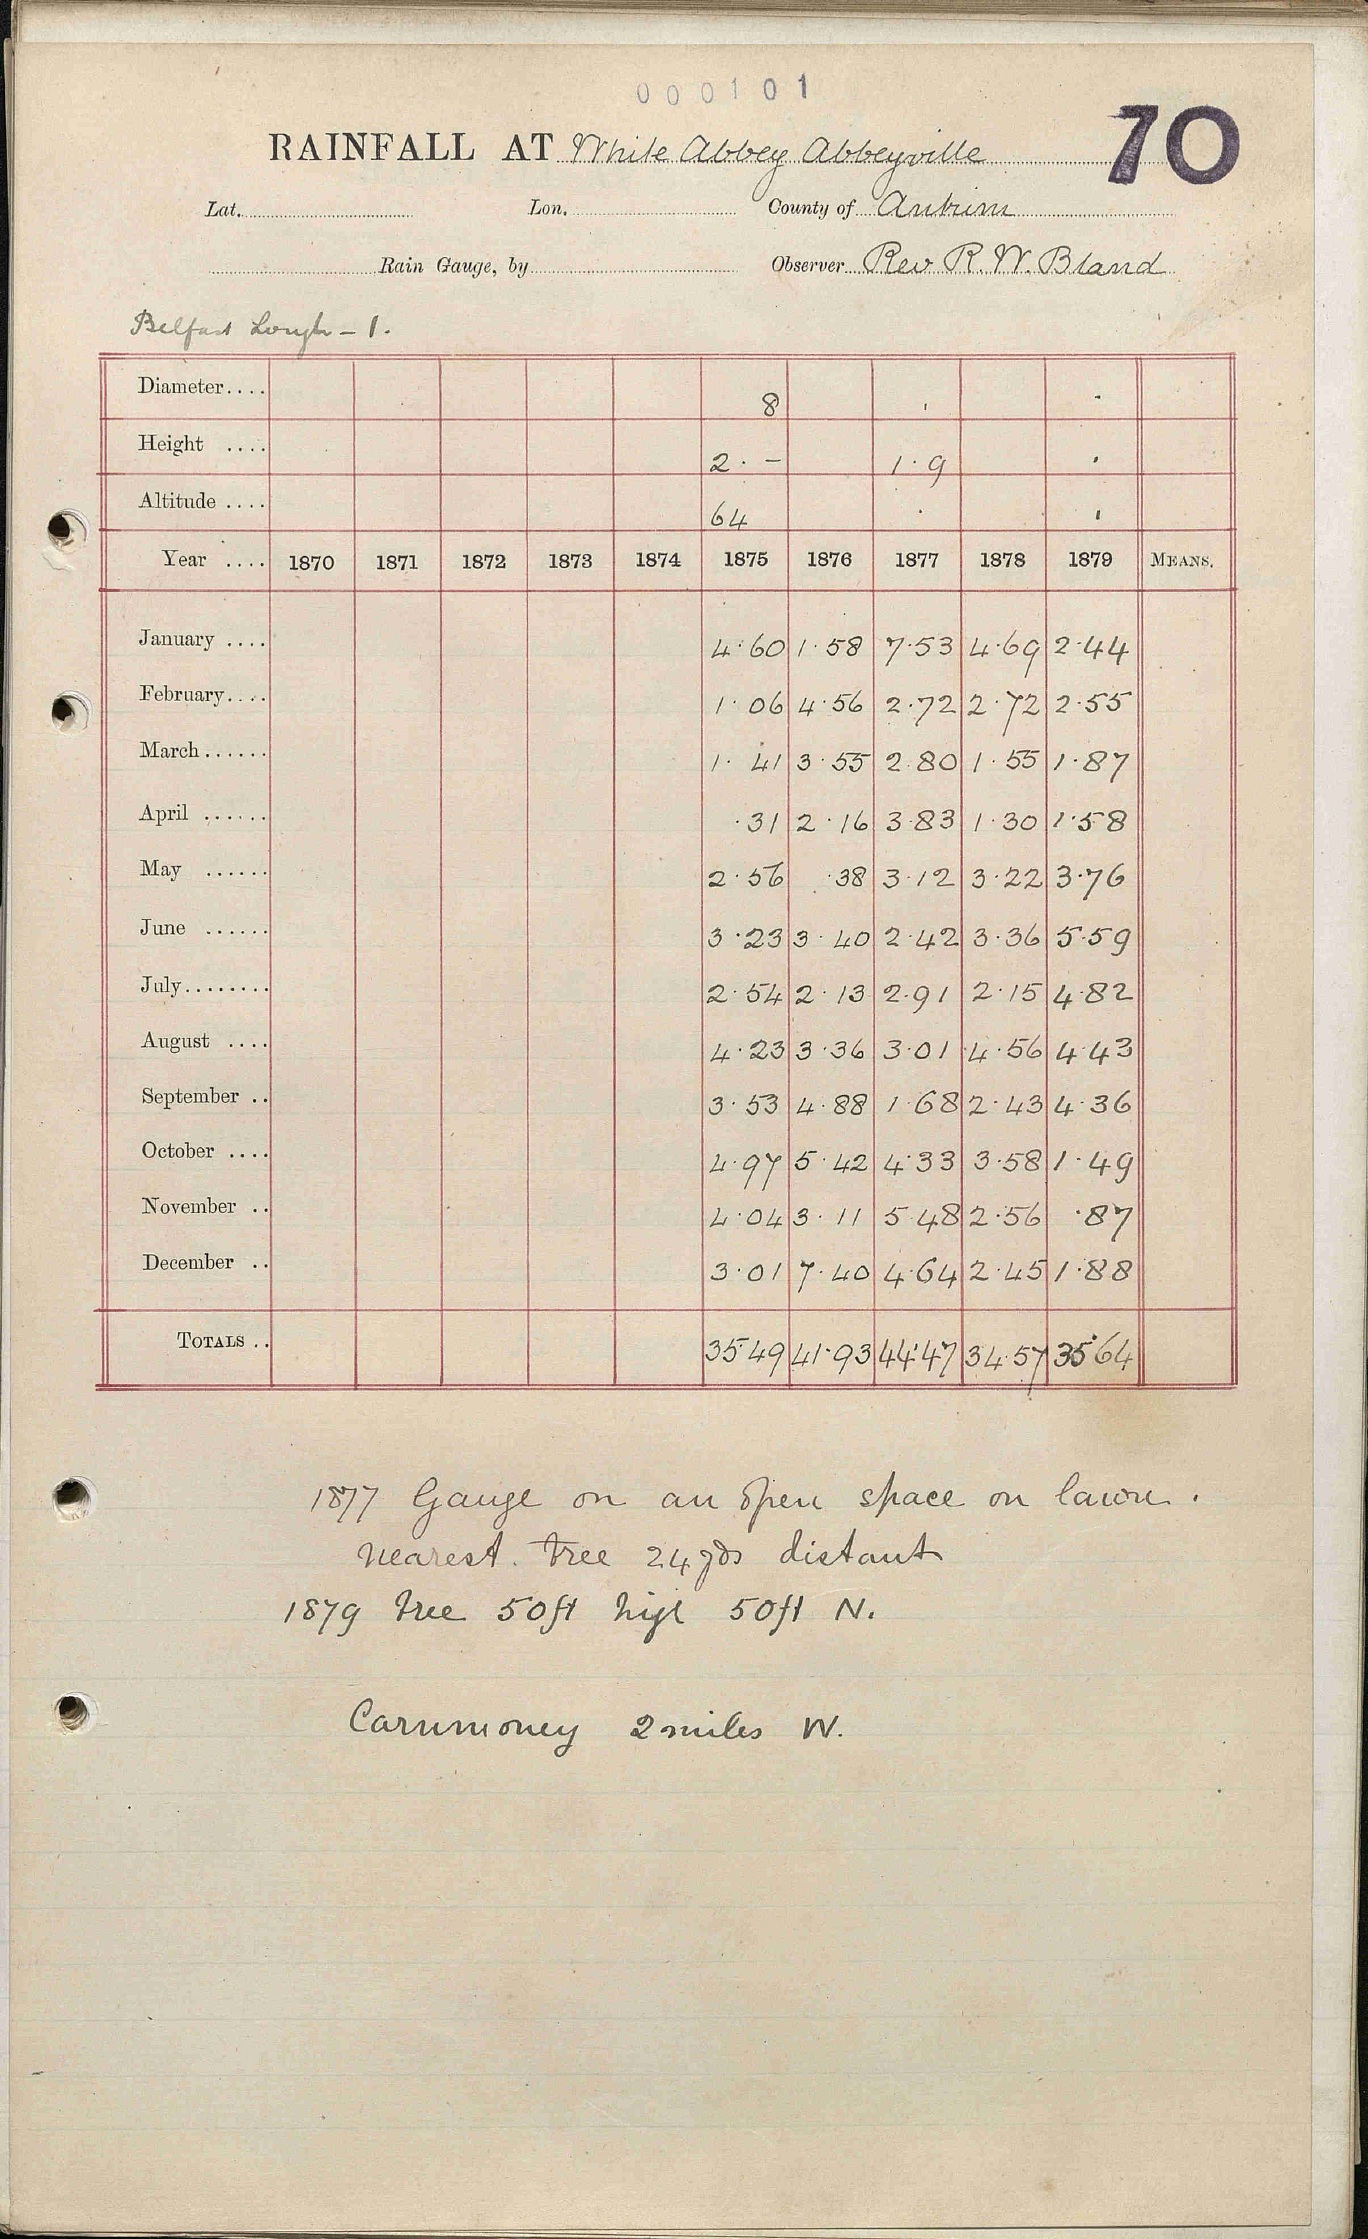 000101
70
RAINFALL AT White Abbey Abbeyville
Lat. Lon. County of Antrim
Rain Gauge, by Observer Rev R. W. Bland
Belfast Lough - 1.
Diameter.... 8
Height .... 2. - 1.9
Altitude .... 64
Year .... 1870 1871 1872 1873 1874 1875 1876 1877 1878 1879 MEANS.
January .... 4.60 1.58 7.53 4.69 2.44
February.... 1.06 4.56 2.72 2.72 2.55
March...... 1.41 3.55 2.80 1.55 1.87
April ...... .31 2.16 3.83 1.30 1.58
May ...... 2.56 .38 3.12 3.22 3.76
June ...... 3.23 3.40 2.42 3.36 5.59
July........ 2.54 2.13 2.91 2.15 4.82
August .... 4.23 3.36 3.01 4.56 4.43
September .. 3.53 4.88 1.68 2.43 4.36
October .... 4.97 5.42 4.33 3.58 1.49
November .. 4.04 3.11 5.48 2.56 .87
December .. 3.01 7.40 4.64 2.45 1.88
TOTALS .. 35.49 41.93 44.47 34.57 35.64
1877 Gauge on an open space on lawn.
nearest tree 24 yds distant
1879 tree 50ft high 50ft N.
Carnmoney 2 miles W.